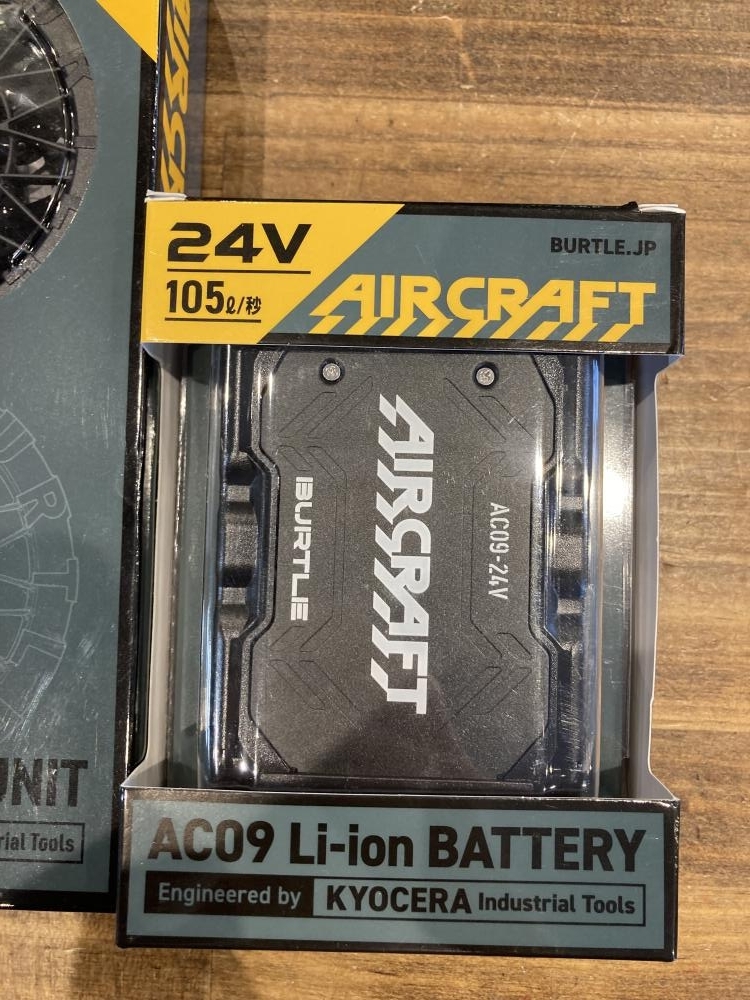 AIRCRAFT
24V
105ℓ/秒
BURTLE.JP
AIRCRAFT
AIRCRAFT
BURTLE
AC09-24V
AC09 Li-ion BATTERY
Engineered by KYOCERA Industrial Tools
UNIT
rial Tools